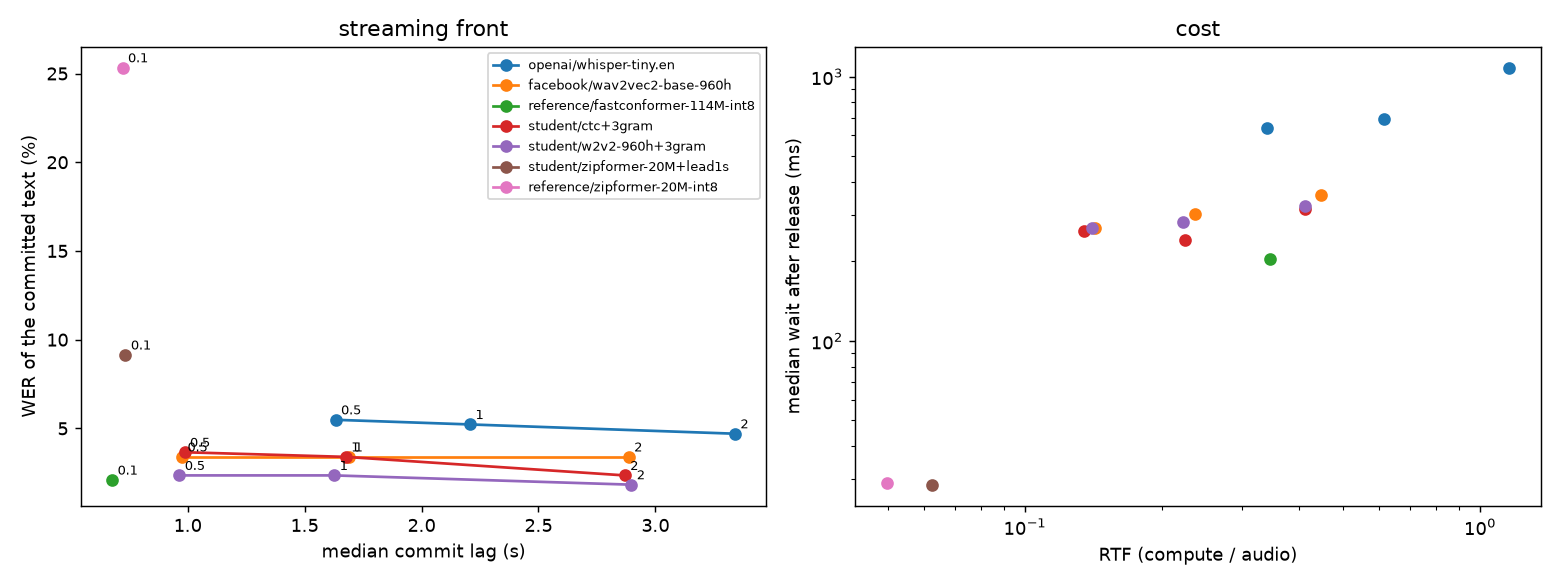 streaming front
WER of the committed text (%)
25
20
15
10
5
0.1
0.1
0.1
0.5
1
2
0.5
0.5
1
1
2
2
0.5
1
2
openai/whisper-tiny.en
facebook/wav2vec2-base-960h
reference/fastconformer-114M-int8
student/ctc+3gram
student/w2v2-960h+3gram
student/zipformer-20M+lead1s
reference/zipformer-20M-int8
1.0
1.5
2.0
2.5
3.0
median commit lag (s)
cost
median wait after release (ms)
10³
10²
10⁻¹
10⁰
RTF (compute / audio)